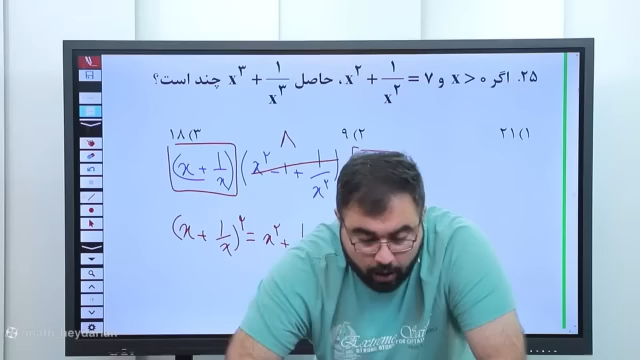 ۲۵. اگر x > ۰ و x² + 1/x² = ۷، حاصل x³ + 1/x³ چند است؟
۱) ۲۱ ۲) ۹ ۳) ۱۸
۸
(x + 1/x) (x² - 1 + 1/x²)
(x + 1/x)² = x² + 1
Extreme